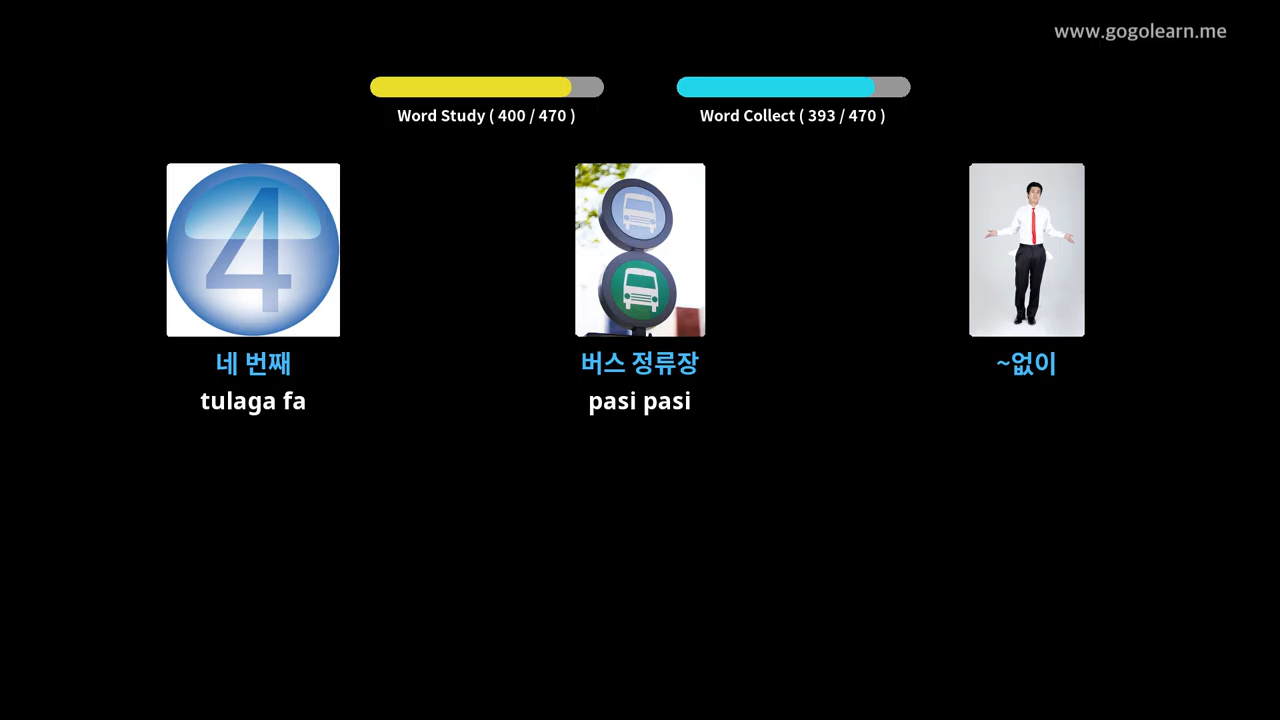 www.gogolearn.me
Word Study ( 400 / 470 )
Word Collect ( 393 / 470 )
4
네 번째
tulaga fa
버스 정류장
pasi pasi
~없이